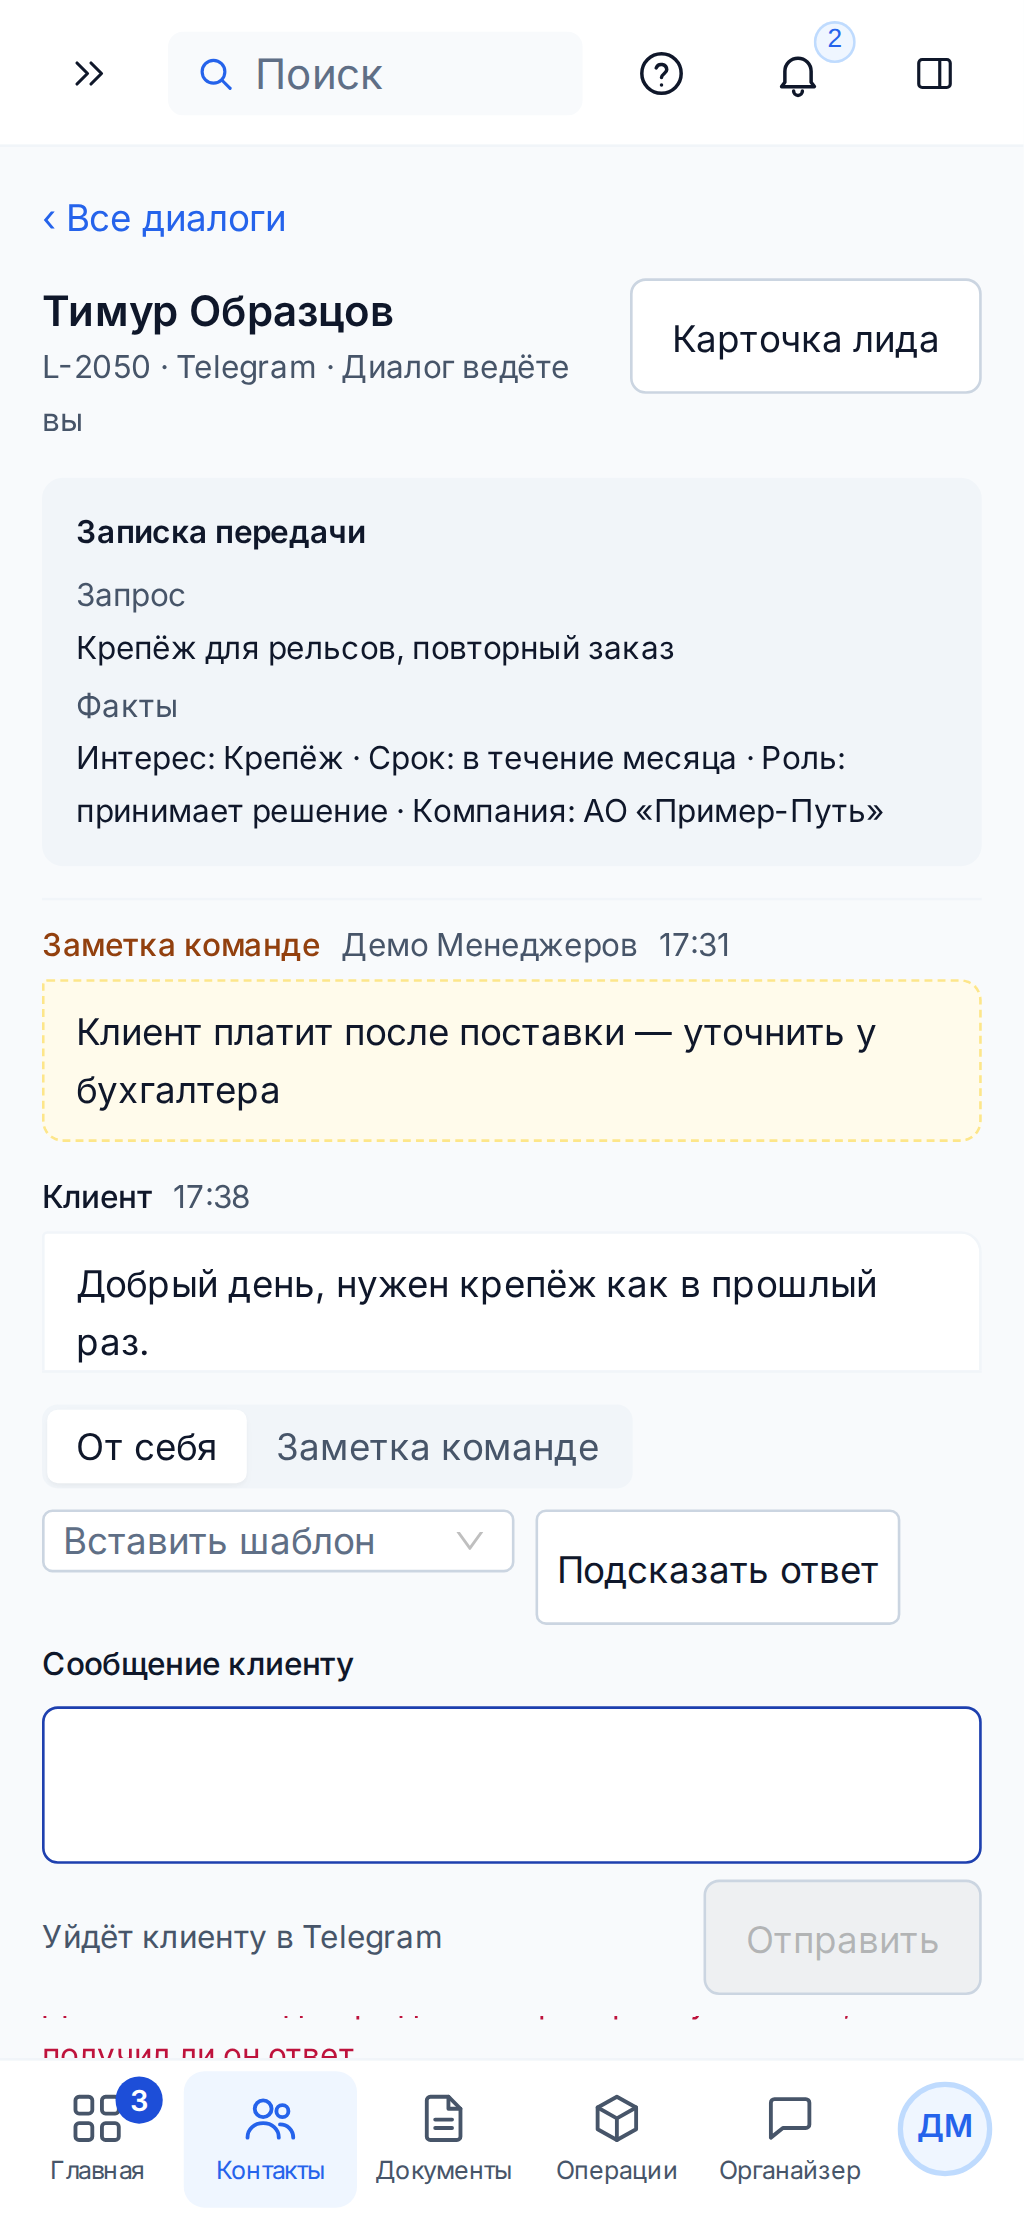 Поиск
2
‹ Все диалоги
Тимур Образцов
Карточка лида
L-2050 · Telegram · Диалог ведёте
вы
Записка передачи
Запрос
Крепёж для рельсов, повторный заказ
Факты
Интерес: Крепёж · Срок: в течение месяца · Роль:
принимает решение · Компания: АО «Пример-Путь»
Заметка команде Демо Менеджеров 17:31
Клиент платит после поставки — уточнить у
бухгалтера
Клиент 17:38
Добрый день, нужен крепёж как в прошлый
раз.
От себя Заметка команде
Вставить шаблон
Подсказать ответ
Сообщение клиенту
Уйдёт клиенту в Telegram
Отправить
получил ли он ответ
3
Главная Контакты Документы Операции Органайзер
ДМ